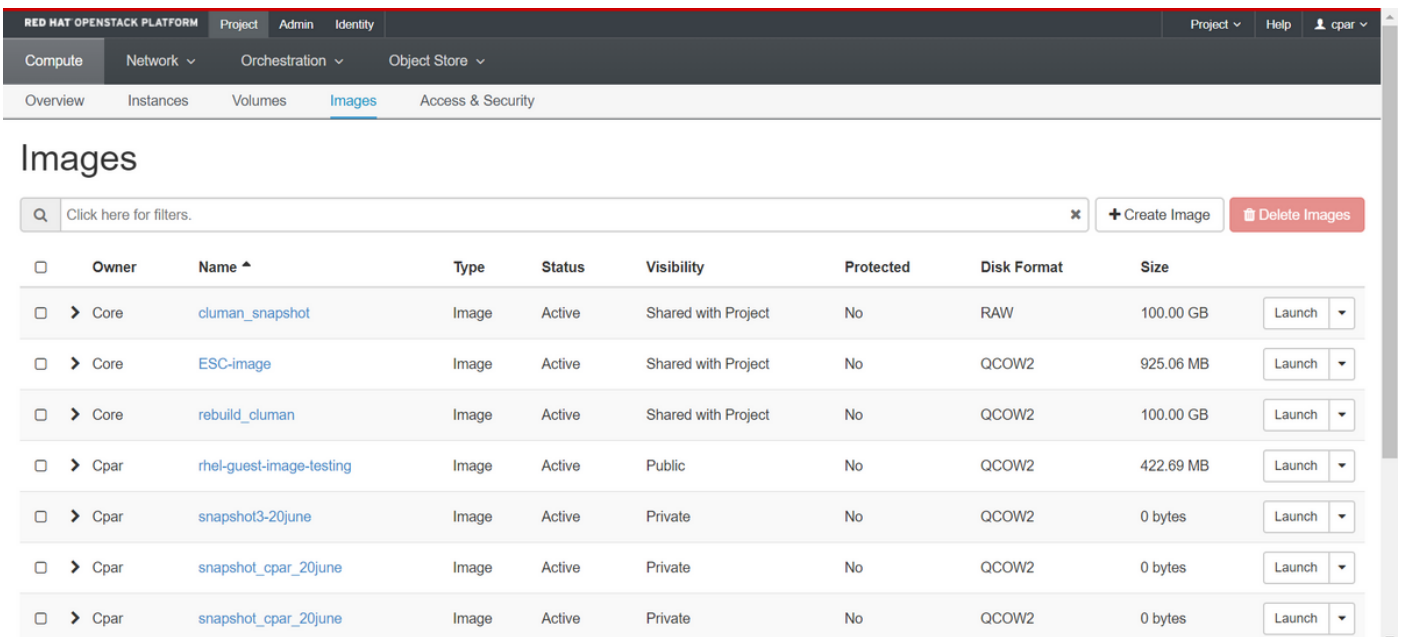 RED HAT OPENSTACK PLATFORM Project Admin Identity Project Help cpar
Compute Network Orchestration Object Store
Overview Instances Volumes Images Access & Security
Images
Click here for filters. Create Image Delete Images
Owner Name Type Status Visibility Protected Disk Format Size
Core cluman_snapshot Image Active Shared with Project No RAW 100.00 GB Launch
Core ESC-image Image Active Shared with Project No QCOW2 925.06 MB Launch
Core rebuild_cluman Image Active Shared with Project No QCOW2 100.00 GB Launch
Cpar rhel-guest-image-testing Image Active Public No QCOW2 422.69 MB Launch
Cpar snapshot3-20june Image Active Private No QCOW2 0 bytes Launch
Cpar snapshot_cpar_20june Image Active Private No QCOW2 0 bytes Launch
Cpar snapshot_cpar_20june Image Active Private No QCOW2 0 bytes Launch